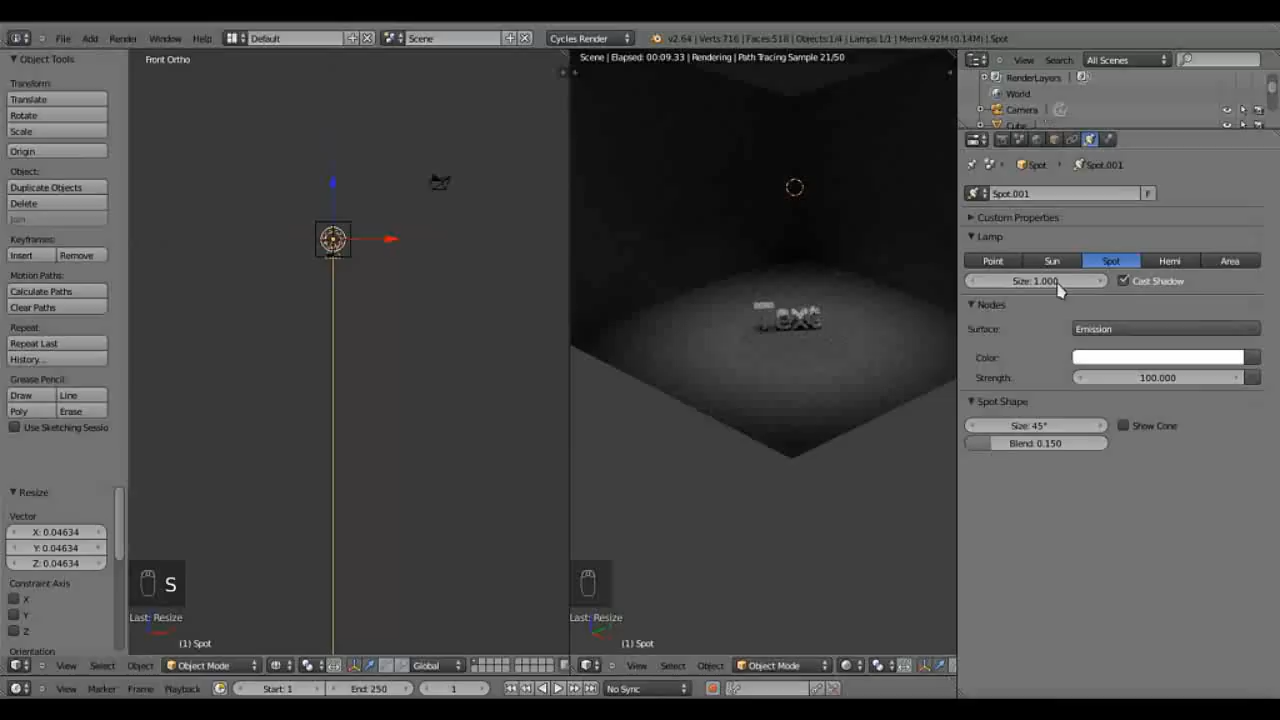 File Add Render Window Help Default Scene Cycles Render v2.64 | Verts:716 | Faces:518 | Objects:1/4 | Lamps:1/1 | Mem:9.92M (0.14M) | Spot
Object Tools
Transform:
Translate
Rotate
Scale
Origin
Object:
Duplicate Objects
Delete
Join
Keyframes:
Insert Remove
Motion Paths:
Calculate Paths
Clear Paths
Repeat:
Repeat Last
History...
Grease Pencil:
Draw Line
Poly Erase
Use Sketching Sessio
Resize
Vector
X: 0.04634
Y: 0.04634
Z: 0.04634
Constraint Axis
X
Y
Z
Orientation
Front Ortho
S
Last: Resize
(1) Spot
View Select Object Object Mode Global
Scene | Elapsed: 00:09.33 | Rendering | Path Tracing Sample 21/50
Text
Last: Resize
(1) Spot
View Select Object Object Mode
View Search All Scenes
RenderLayers
World
Camera
Cube
Spot Spot.001
Spot.001 F
Custom Properties
Lamp
Point Sun Spot Hemi Area
Size: 1.000 Cast Shadow
Nodes
Surface: Emission
Color:
Strength: 100.000
Spot Shape
Size: 45° Show Cone
Blend: 0.150
View Marker Frame Playback Start: 1 End: 250 1 No Sync